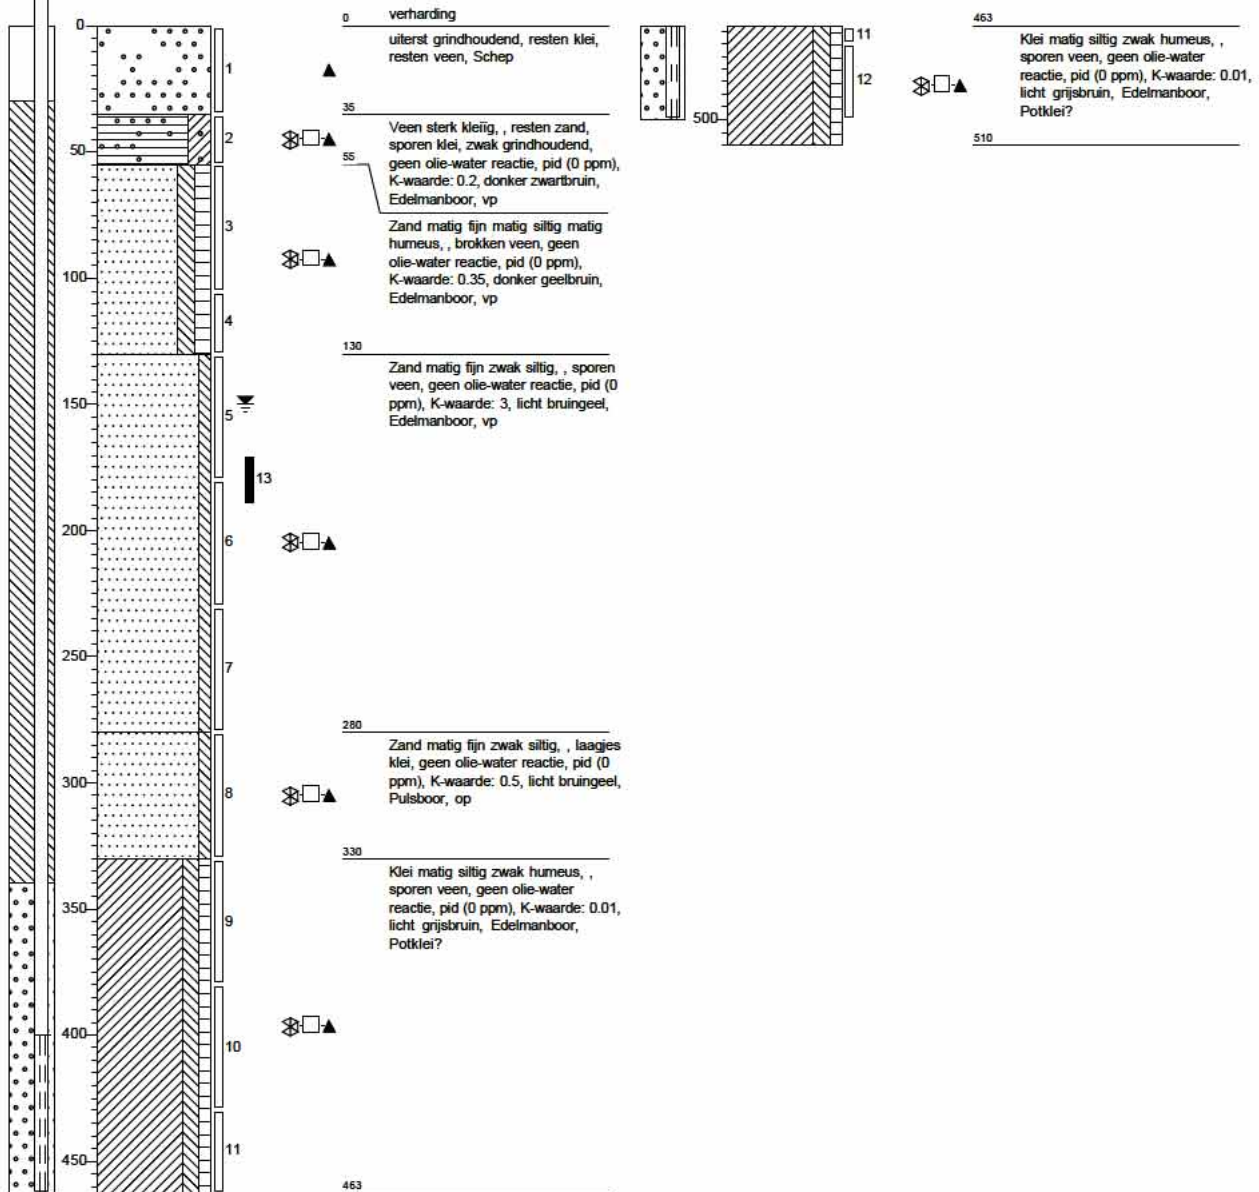 0
50
100
150
200
250
300
350
400
450
1
2
3
4
5
13
6
7
8
9
10
11
0 verharding
uiterst grindhoudend, resten klei,
resten veen, Schep
35
Veen sterk kleiïg, , resten zand,
sporen klei, zwak grindhoudend,
geen olie-water reactie, pid (0 ppm),
K-waarde: 0.2, donker zwartbruin,
Edelmanboor, vp
55
Zand matig fijn matig siltig matig
humeus, , brokken veen, geen
olie-water reactie, pid (0 ppm),
K-waarde: 0.35, donker geelbruin,
Edelmanboor, vp
130
Zand matig fijn zwak siltig, , sporen
veen, geen olie-water reactie, pid (0
ppm), K-waarde: 3, licht bruingeel,
Edelmanboor, vp
280
Zand matig fijn zwak siltig, , laagjes
klei, geen olie-water reactie, pid (0
ppm), K-waarde: 0.5, licht bruingeel,
Pulsboor, op
330
Klei matig siltig zwak humeus, ,
sporen veen, geen olie-water
reactie, pid (0 ppm), K-waarde: 0.01,
licht grijsbruin, Edelmanboor,
Potklei?
463
500
11
12
463
Klei matig siltig zwak humeus, ,
sporen veen, geen olie-water
reactie, pid (0 ppm), K-waarde: 0.01,
licht grijsbruin, Edelmanboor,
Potklei?
510